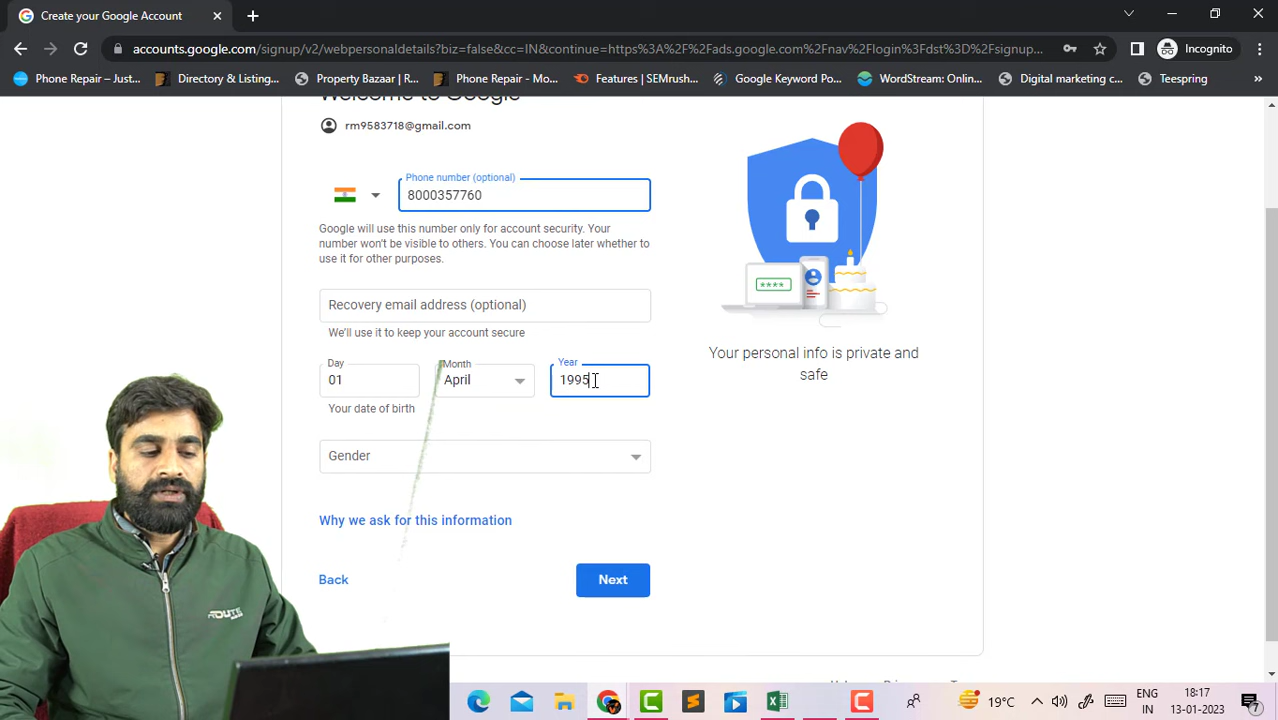 Create your Google Account
accounts.google.com/signup/v2/webpersonaldetails?biz=false&cc=IN&continue=https%3A%2F%2Fads.google.com%2Fnav%2Flogin%3Fdst%3D%2Fsignup...
Incognito
Phone Repair – Just...
Directory & Listing...
Property Bazaar | R...
Phone Repair - Mo...
Features | SEMrush...
Google Keyword Po...
WordStream: Onlin...
Digital marketing c...
Teespring
»
Welcome to Google
rm9583718@gmail.com
Phone number (optional)
8000357760
Google will use this number only for account security. Your
number won't be visible to others. You can choose later whether to
use it for other purposes.
Recovery email address (optional)
We'll use it to keep your account secure
Day
01
Month
April
Year
1995
Your date of birth
Gender
Why we ask for this information
Back
Next
****
Your personal info is private and
safe
ROUTE
19°C
ENG
IN
18:17
13-01-2023
7